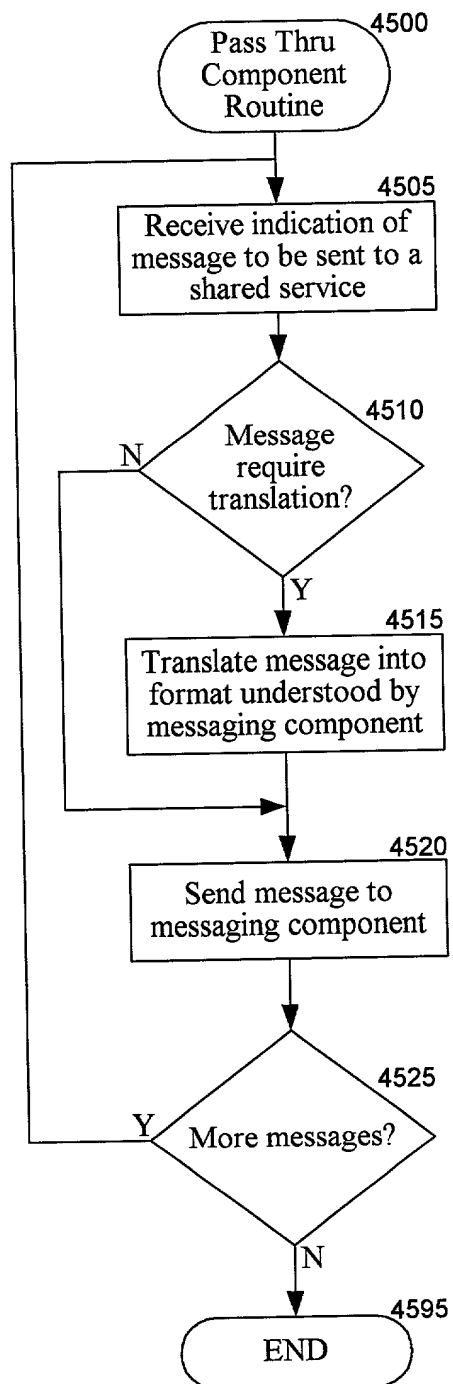 4500
Pass Thru
Component
Routine
4505
Receive indication of
message to be sent to a
shared service
4510
Message
require
translation?
N
Y
4515
Translate message into
format understood by
messaging component
4520
Send message to
messaging component
4525
More messages?
Y
N
4595
END